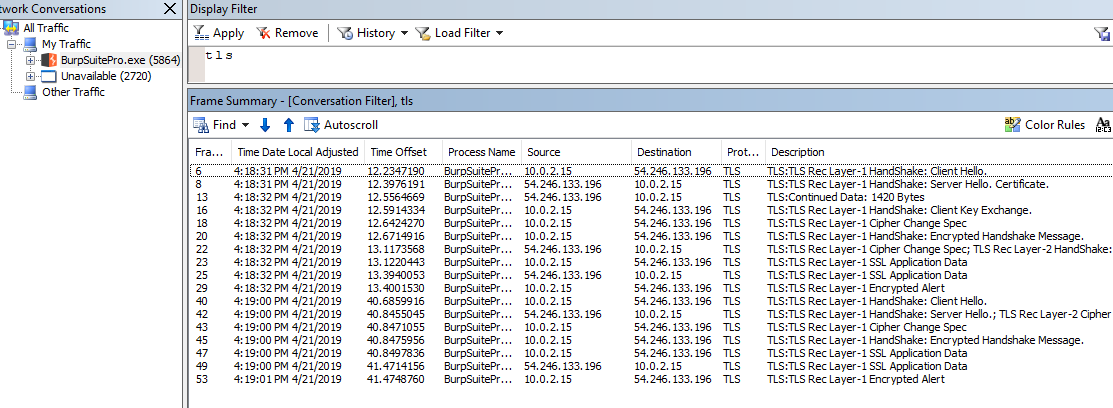 twork Conversations
All Traffic
My Traffic
BurpSuitePro.exe (5864)
Unavailable (2720)
Other Traffic
Display Filter
Apply Remove History Load Filter
tls
Frame Summary - [Conversation Filter], tls
Find Autoscroll Color Rules Aa
Fra... Time Date Local Adjusted Time Offset Process Name Source Destination Prot... Description
6 4:18:31 PM 4/21/2019 12.2347190 BurpSuitePr... 10.0.2.15 54.246.133.196 TLS TLS:TLS Rec Layer-1 HandShake: Client Hello.
8 4:18:31 PM 4/21/2019 12.3976191 BurpSuitePr... 54.246.133.196 10.0.2.15 TLS TLS:TLS Rec Layer-1 HandShake: Server Hello. Certificate.
13 4:18:32 PM 4/21/2019 12.5564669 BurpSuitePr... 54.246.133.196 10.0.2.15 TLS TLS:Continued Data: 1420 Bytes
16 4:18:32 PM 4/21/2019 12.5914334 BurpSuitePr... 10.0.2.15 54.246.133.196 TLS TLS:TLS Rec Layer-1 HandShake: Client Key Exchange.
18 4:18:32 PM 4/21/2019 12.6424270 BurpSuitePr... 10.0.2.15 54.246.133.196 TLS TLS:TLS Rec Layer-1 Cipher Change Spec
20 4:18:32 PM 4/21/2019 12.6714916 BurpSuitePr... 10.0.2.15 54.246.133.196 TLS TLS:TLS Rec Layer-1 HandShake: Encrypted Handshake Message.
22 4:18:32 PM 4/21/2019 13.1173568 BurpSuitePr... 54.246.133.196 10.0.2.15 TLS TLS:TLS Rec Layer-1 Cipher Change Spec; TLS Rec Layer-2 HandShake:
23 4:18:32 PM 4/21/2019 13.1220443 BurpSuitePr... 10.0.2.15 54.246.133.196 TLS TLS:TLS Rec Layer-1 SSL Application Data
25 4:18:32 PM 4/21/2019 13.3940053 BurpSuitePr... 54.246.133.196 10.0.2.15 TLS TLS:TLS Rec Layer-1 SSL Application Data
29 4:18:32 PM 4/21/2019 13.4001530 BurpSuitePr... 10.0.2.15 54.246.133.196 TLS TLS:TLS Rec Layer-1 Encrypted Alert
40 4:19:00 PM 4/21/2019 40.6859916 BurpSuitePr... 10.0.2.15 54.246.133.196 TLS TLS:TLS Rec Layer-1 HandShake: Client Hello.
42 4:19:00 PM 4/21/2019 40.8455045 BurpSuitePr... 54.246.133.196 10.0.2.15 TLS TLS:TLS Rec Layer-1 HandShake: Server Hello.; TLS Rec Layer-2 Cipher
43 4:19:00 PM 4/21/2019 40.8471055 BurpSuitePr... 10.0.2.15 54.246.133.196 TLS TLS:TLS Rec Layer-1 Cipher Change Spec
45 4:19:00 PM 4/21/2019 40.8475956 BurpSuitePr... 10.0.2.15 54.246.133.196 TLS TLS:TLS Rec Layer-1 HandShake: Encrypted Handshake Message.
47 4:19:00 PM 4/21/2019 40.8497836 BurpSuitePr... 10.0.2.15 54.246.133.196 TLS TLS:TLS Rec Layer-1 SSL Application Data
49 4:19:00 PM 4/21/2019 41.4714156 BurpSuitePr... 54.246.133.196 10.0.2.15 TLS TLS:TLS Rec Layer-1 SSL Application Data
53 4:19:01 PM 4/21/2019 41.4748760 BurpSuitePr... 10.0.2.15 54.246.133.196 TLS TLS:TLS Rec Layer-1 Encrypted Alert